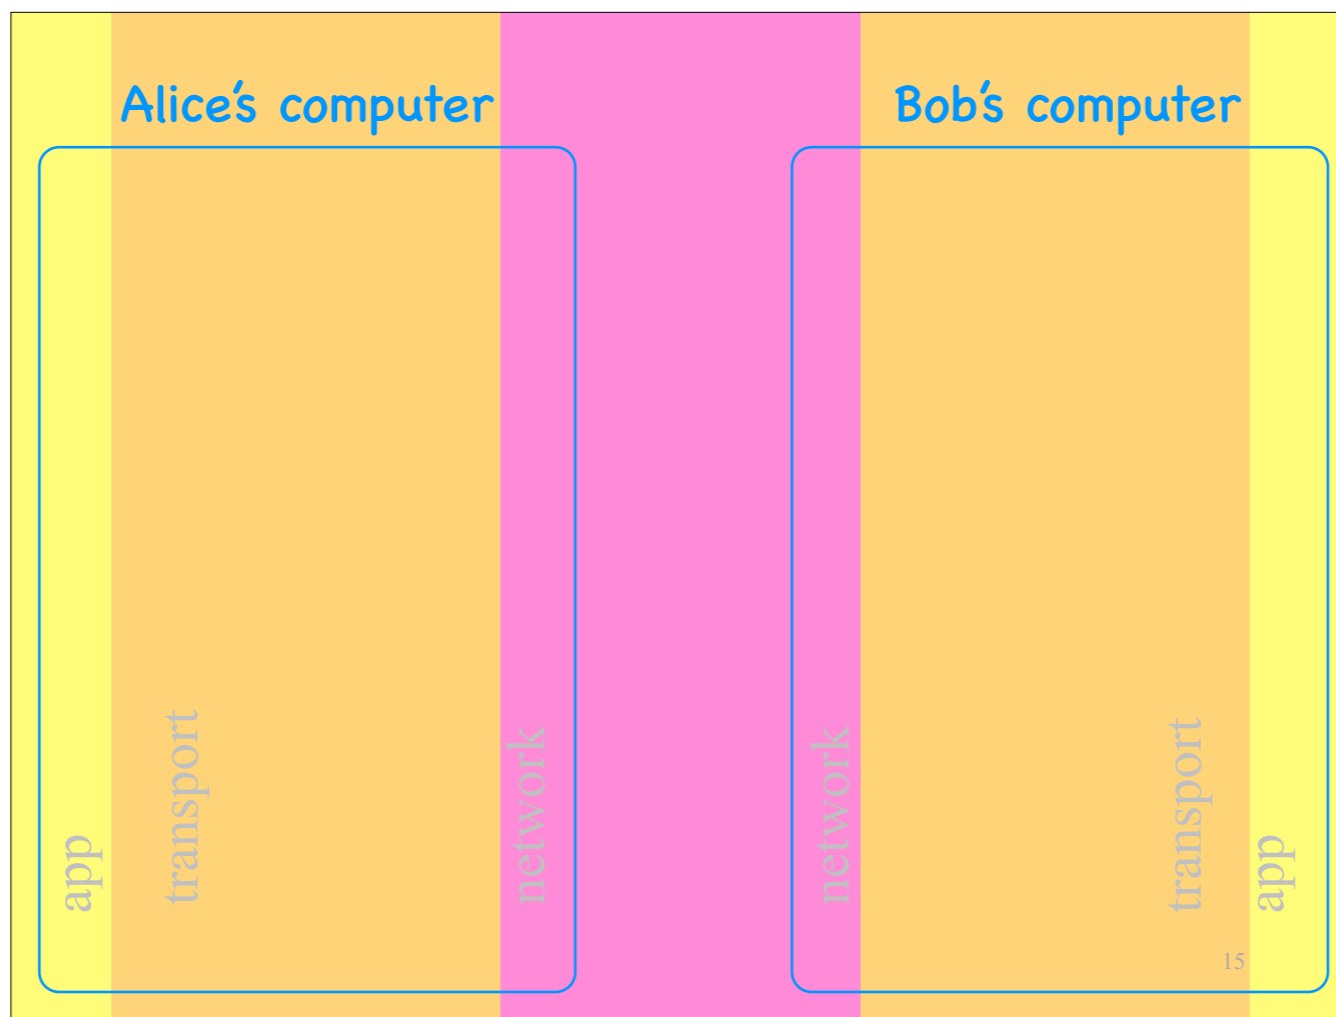 Alice's computer
Bob's computer
app
transport
network
network
transport
app
15